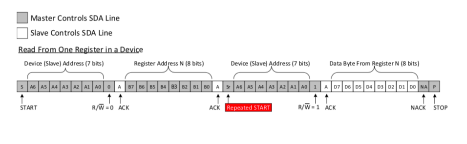 Master Controls SDA Line
Slave Controls SDA Line
Read From One Register in a Device
Device (Slave) Address (7 bits) Register Address N (8 bits) Device (Slave) Address (7 bits) Data Byte From Register N (8 bits)
S A6 A5 A4 A3 A2 A1 A0 0 A B7 B6 B5 B4 B3 B2 B1 B0 A Sr A6 A5 A4 A3 A2 A1 A0 1 A D7 D6 D5 D4 D3 D2 D1 D0 NA P
START R/W̅ = 0 ACK ACK Repeated START R/W̅ = 1 ACK NACK STOP